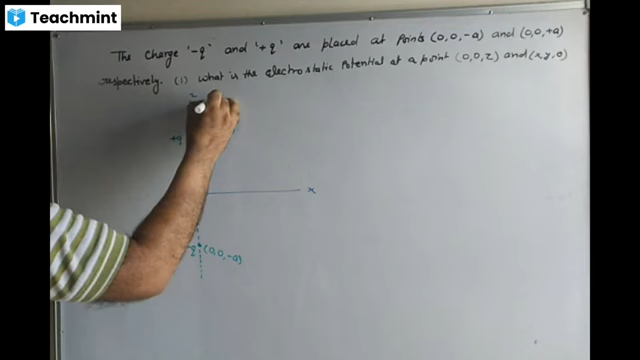 Teachmint
The Charge '-q' and '+q' are placed at Points (0,0,-a) and (0,0,+a)
respectively. (1) What is the electrostatic Potential at a point (0,0,z) and (x,y,0)
z
+q
x
-q (0,0,-a)